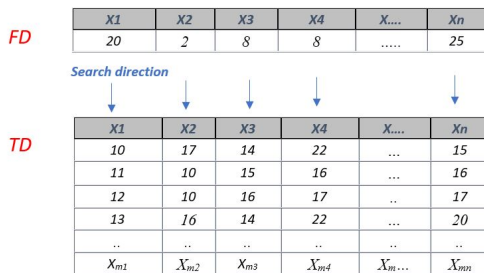 X1 X2 X3 X4 X.... Xn
FD 20 2 8 8 ..... 25
Search direction
X1 X2 X3 X4 X.... Xn
TD
10 17 14 22 ... 15
11 10 15 16 ... 16
12 10 16 17 .. 17
13 16 14 22 ... 20
.. .. .. .. .. ..
Xm1 Xm2 Xm3 Xm4 Xm... Xmn